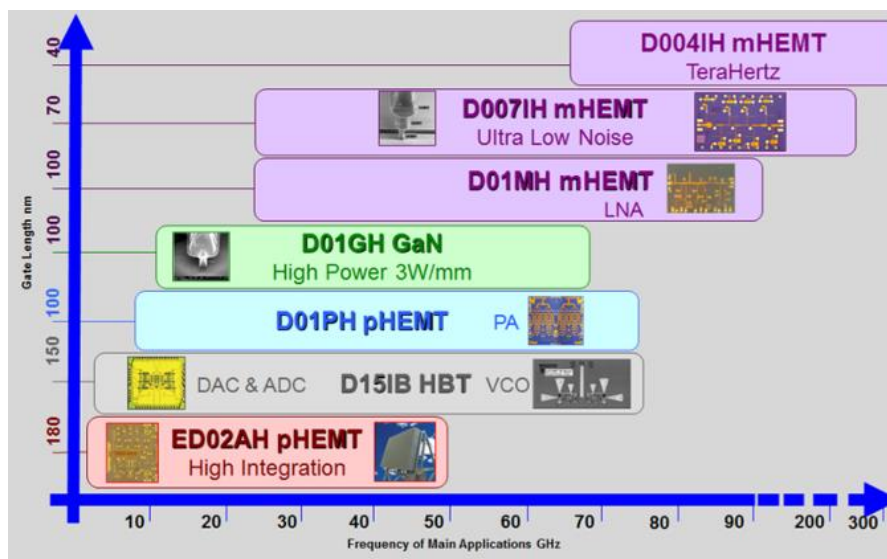 40
D004IH mHEMT
TeraHertz
70
D007IH mHEMT
Ultra Low Noise
100
D01MH mHEMT
LNA
Gate Length nm
100
D01GH GaN
High Power 3W/mm
100
D01PH pHEMT PA
150
DAC & ADC D15IB HBT VCO
180
ED02AH pHEMT
High Integration
10 20 30 40 50 60 70 80 90 200 300
Frequency of Main Applications GHz